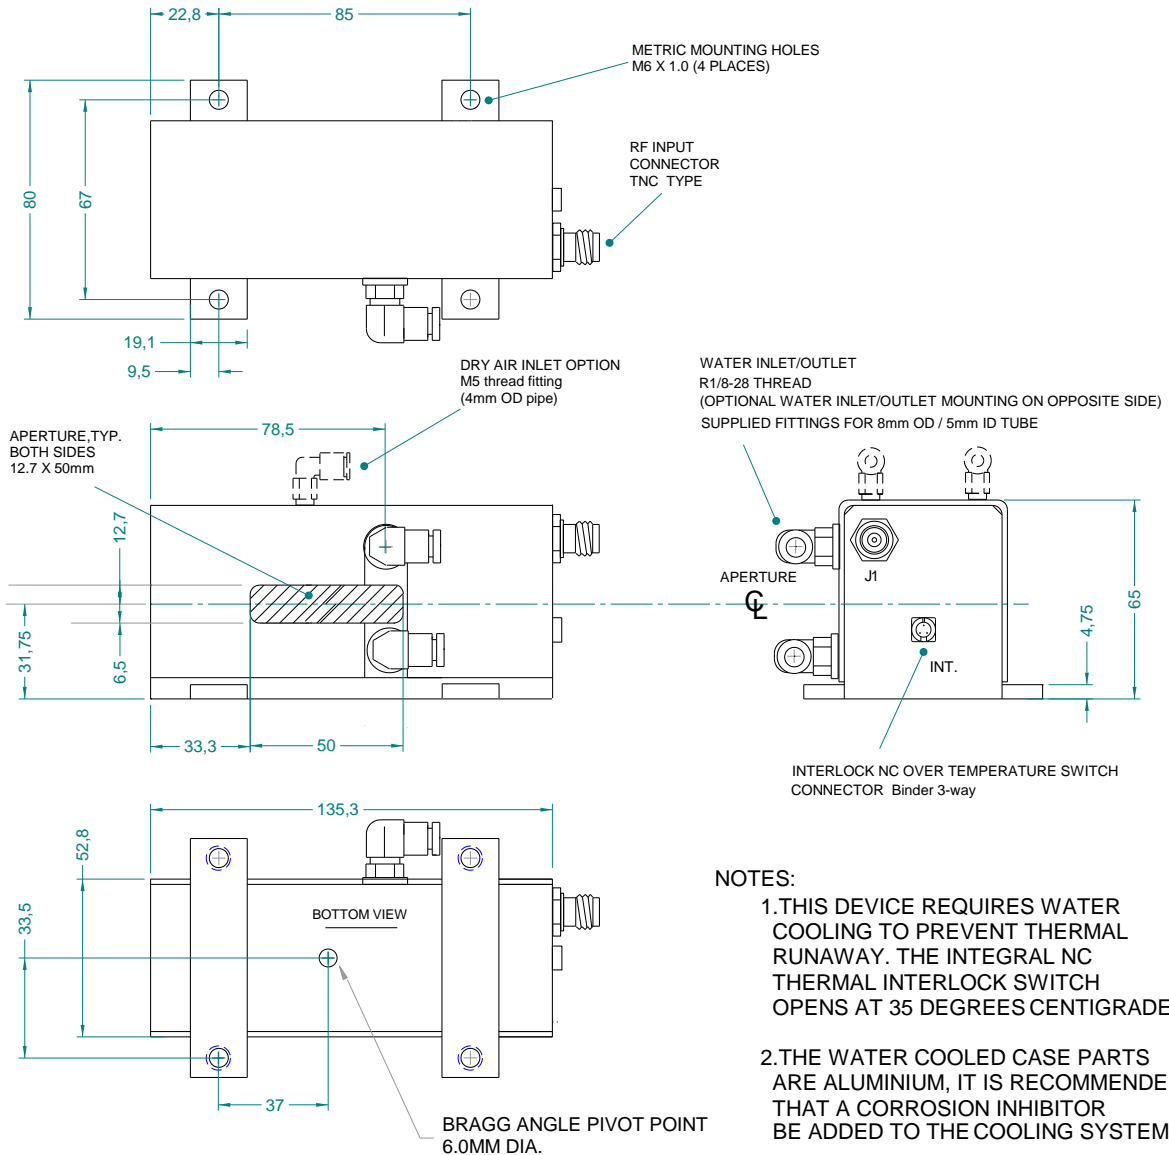 22,8
85
METRIC MOUNTING HOLES
M6 X 1.0 (4 PLACES)
RF INPUT
CONNECTOR
TNC TYPE
80
67
19,1
9,5
DRY AIR INLET OPTION
M5 thread fitting
(4mm OD pipe)
WATER INLET/OUTLET
R1/8-28 THREAD
(OPTIONAL WATER INLET/OUTLET MOUNTING ON OPPOSITE SIDE)
SUPPLIED FITTINGS FOR 8mm OD / 5mm ID TUBE
APERTURE,TYP.
BOTH SIDES
12.7 X 50mm
78,5
12,7
31,75
6,5
33,3
50
APERTURE
CL
J1
INT.
65
4,75
INTERLOCK NC OVER TEMPERATURE SWITCH
CONNECTOR Binder 3-way
135,3
52,8
33,5
BOTTOM VIEW
37
BRAGG ANGLE PIVOT POINT
6.0MM DIA.
NOTES:
1.THIS DEVICE REQUIRES WATER
COOLING TO PREVENT THERMAL
RUNAWAY. THE INTEGRAL NC
THERMAL INTERLOCK SWITCH
OPENS AT 35 DEGREES CENTIGRADE
2.THE WATER COOLED CASE PARTS
ARE ALUMINIUM, IT IS RECOMMENDE
THAT A CORROSION INHIBITOR
BE ADDED TO THE COOLING SYSTEM